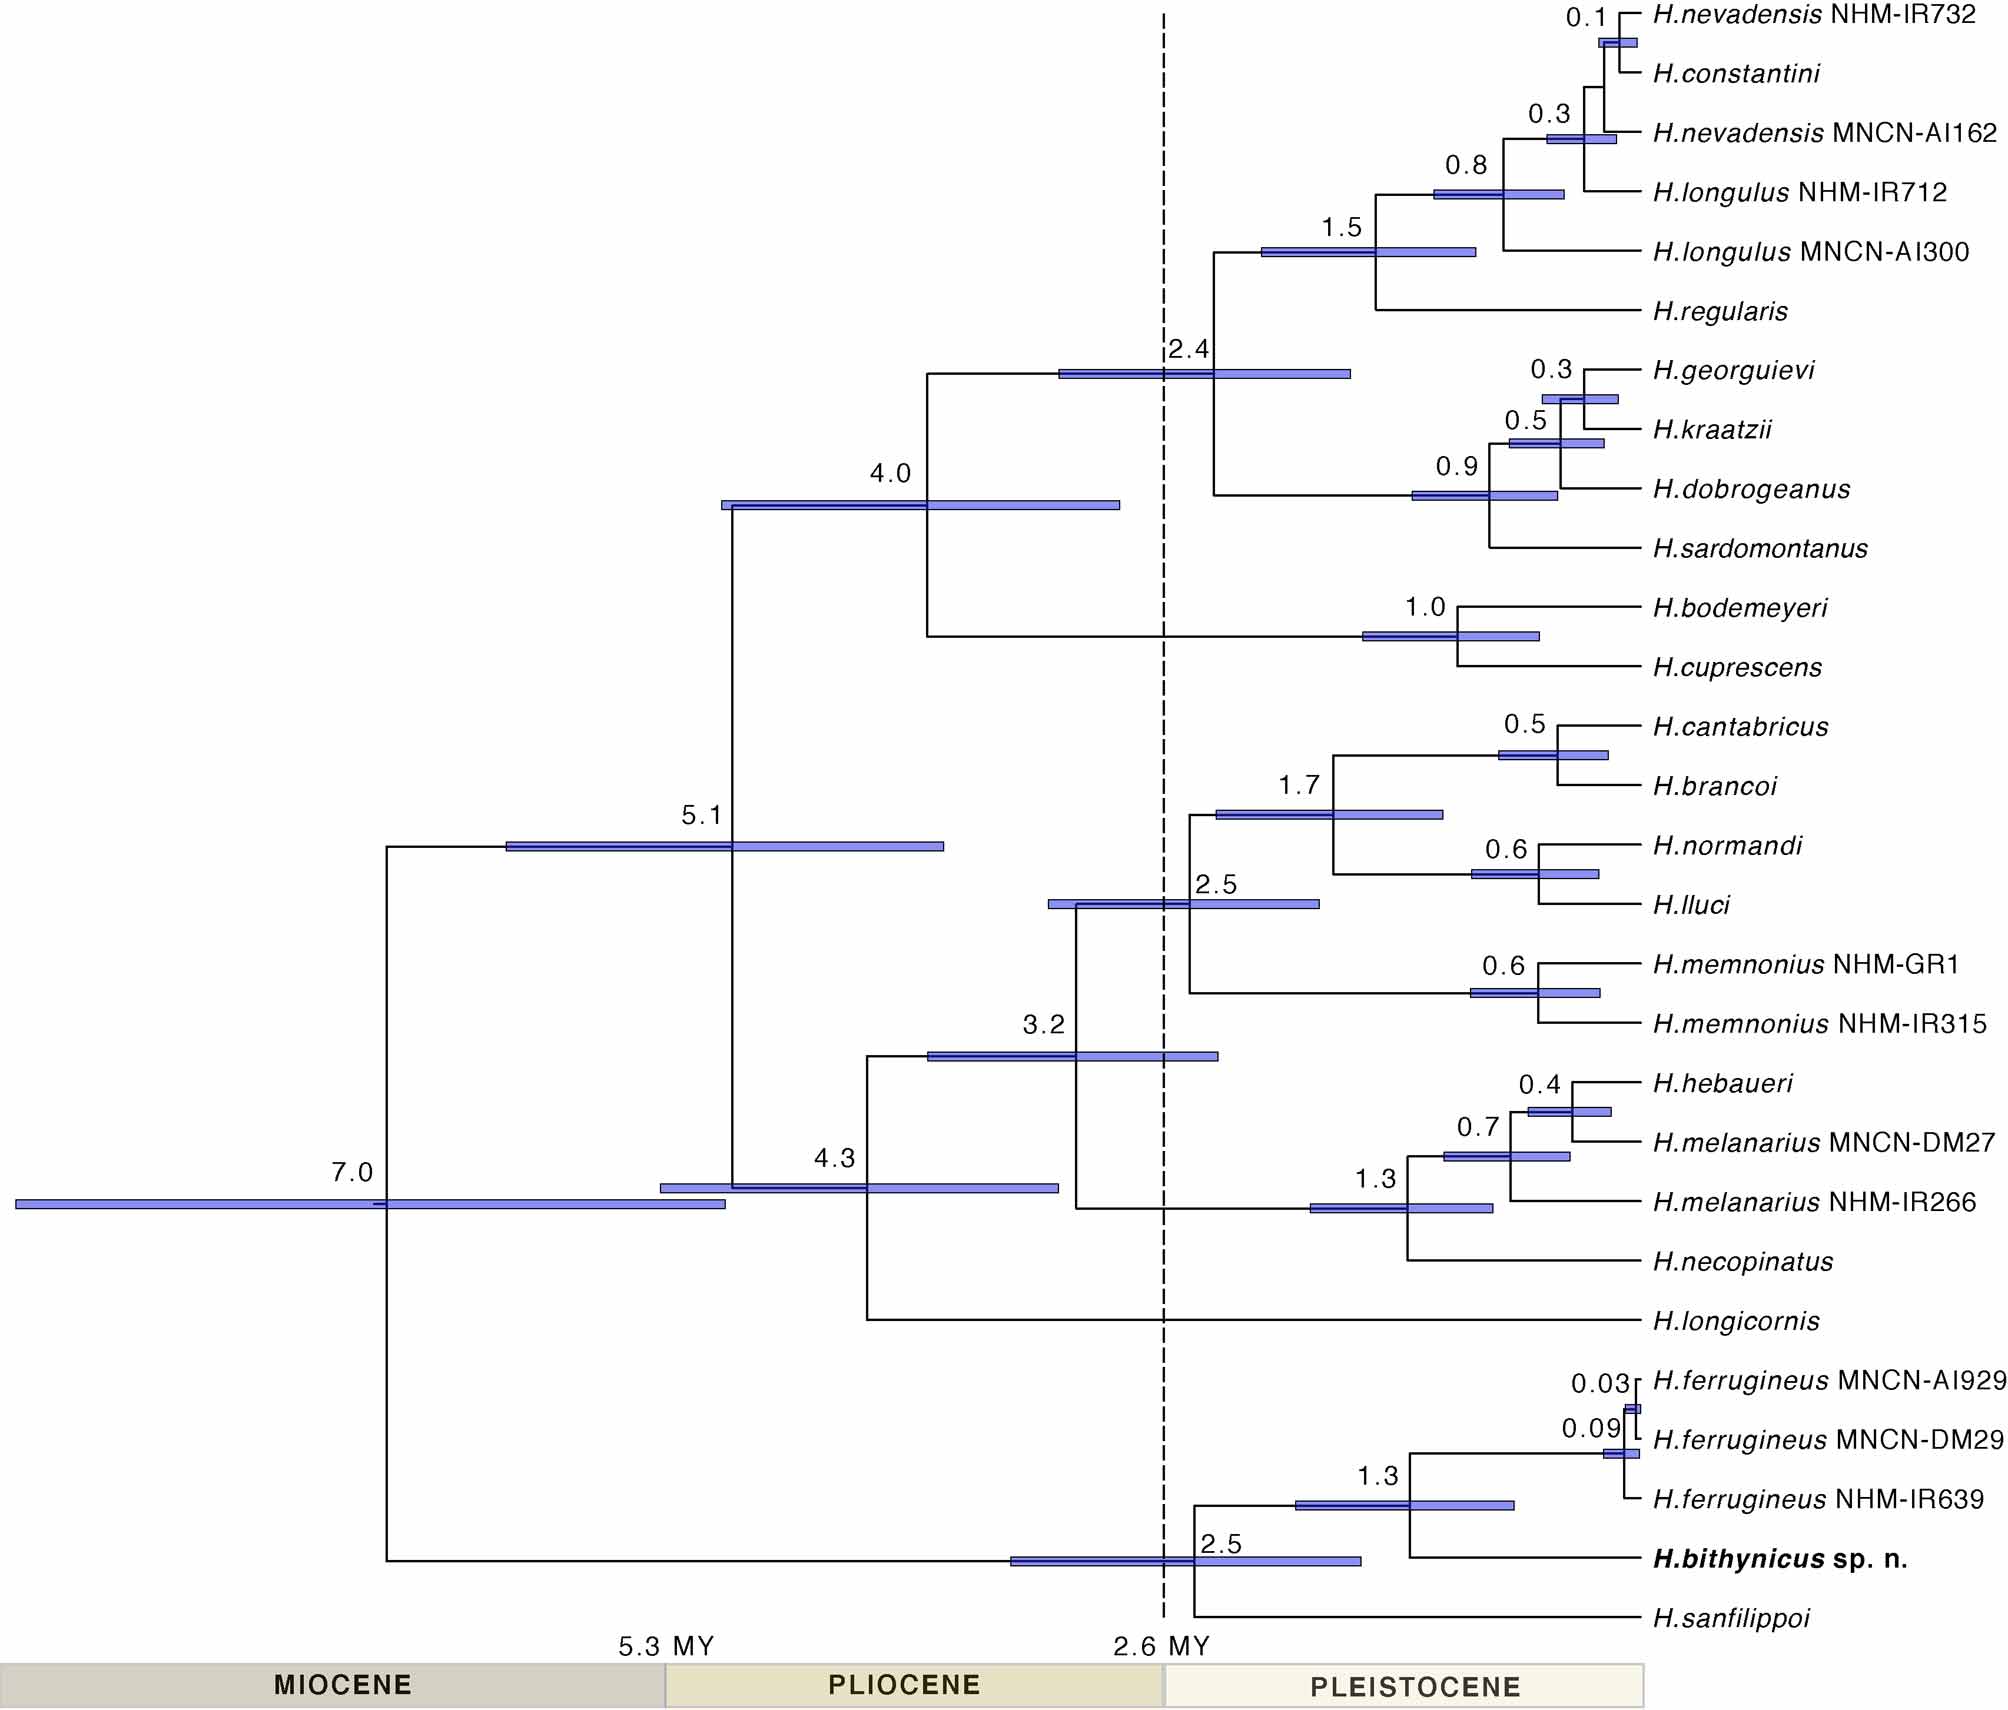 0.1
H.nevadensis NHM-IR732
H.constantini
0.3
H.nevadensis MNCN-AI162
0.8
H.longulus NHM-IR712
1.5
H.longulus MNCN-AI300
H.regularis
2.4
0.3
H.georguievi
0.5
H.kraatzii
4.0
0.9
H.dobrogeanus
H.sardomontanus
1.0
H.bodemeyeri
H.cuprescens
0.5
H.cantabricus
1.7
H.brancoi
5.1
0.6
H.normandi
2.5
H.lluci
0.6
H.memnonius NHM-GR1
3.2
H.memnonius NHM-IR315
0.4
H.hebaueri
0.7
H.melanarius MNCN-DM27
7.0
4.3
1.3
H.melanarius NHM-IR266
H.necopinatus
H.longicornis
0.03
H.ferrugineus MNCN-AI929
0.09
H.ferrugineus MNCN-DM29
1.3
H.ferrugineus NHM-IR639
2.5
H.bithynicus sp. n.
H.sanfilippoi
5.3 MY
2.6 MY
MIOCENE
PLIOCENE
PLEISTOCENE